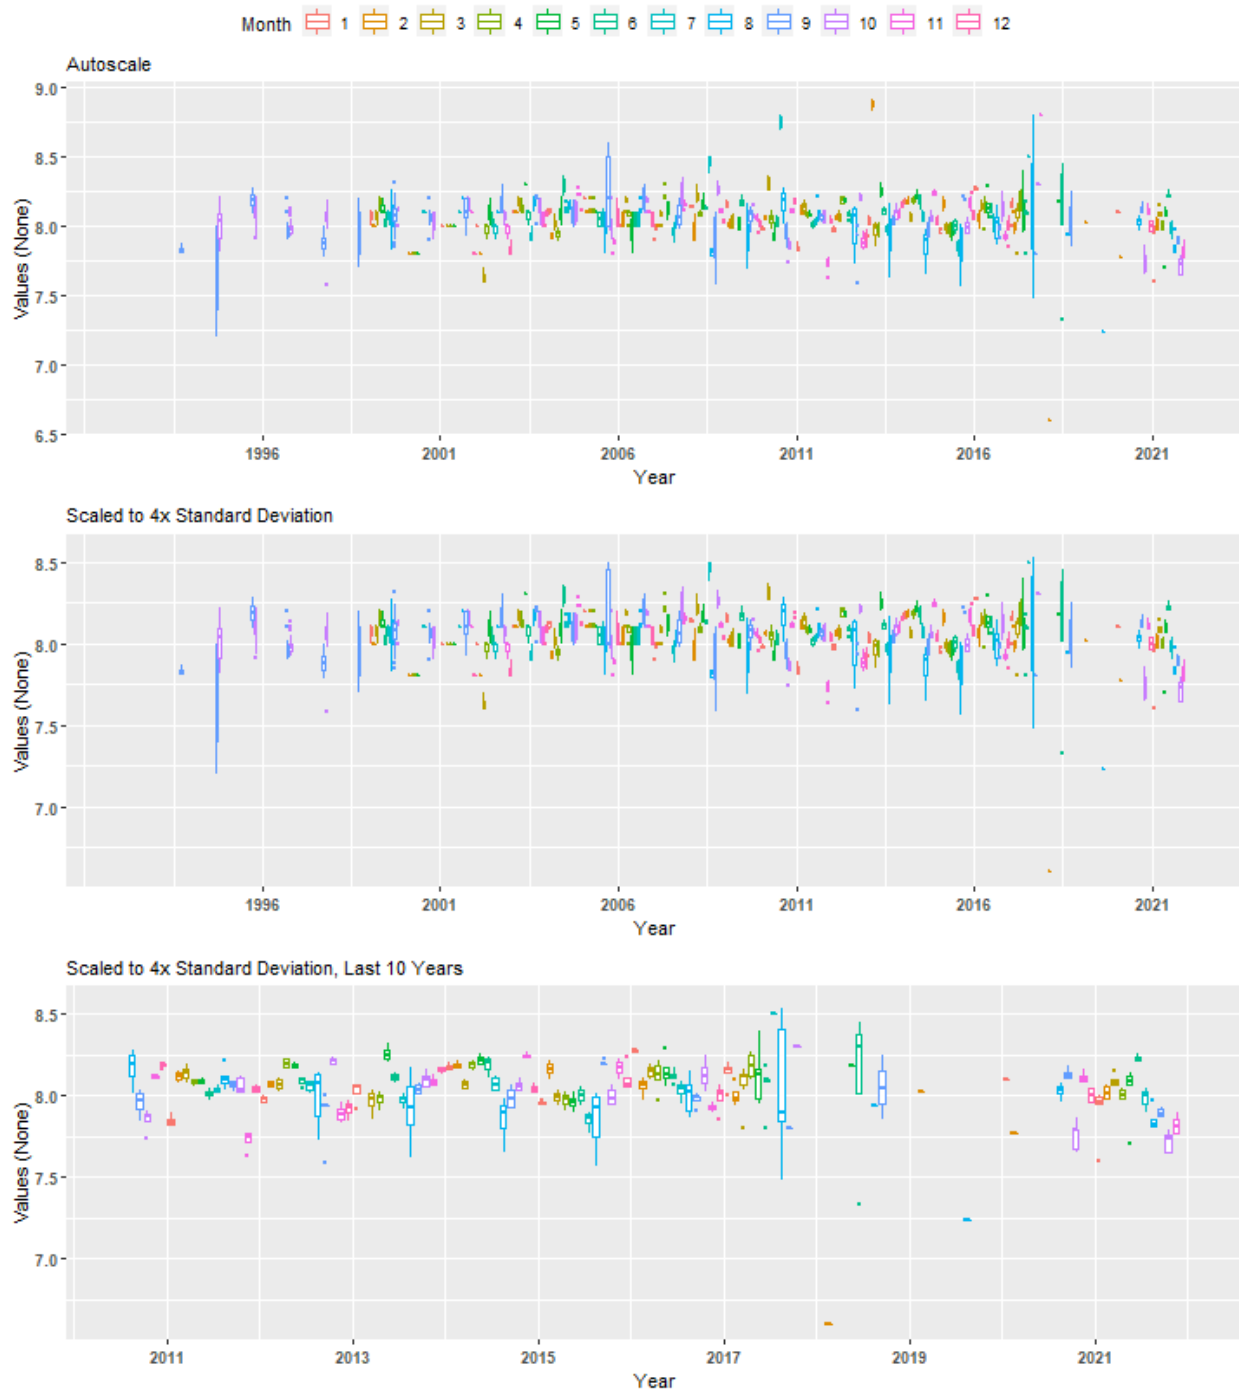 Month 1 2 3 4 5 6 7 8 9 10 11 12
Autoscale
9.0
8.5
8.0
7.5
7.0
6.5
Values (None)
1996 2001 2006 2011 2016 2021
Year
Scaled to 4x Standard Deviation
8.5
8.0
7.5
7.0
Values (None)
1996 2001 2006 2011 2016 2021
Year
Scaled to 4x Standard Deviation, Last 10 Years
8.5
8.0
7.5
7.0
Values (None)
2011 2013 2015 2017 2019 2021
Year